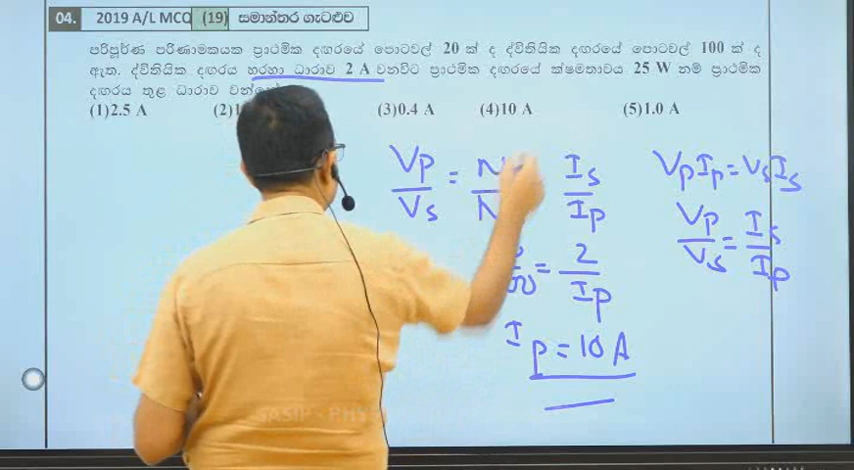 04. 2019 A/L MCQ (19) සමාන්තර ගැටළුව
පරිපූර්ණ පරිණාමකයක ප්‍රාථමික දඟරයේ පොටවල් 20 ක් ද ද්විතීයික දඟරයේ පොටවල් 100 ක් ද
ඇත. ද්විතීයික දඟරය හරහා ධාරාව 2 A වනවිට ප්‍රාථමික දඟරයේ ක්ෂමතාවය 25 W නම් ප්‍රාථමික
දඟරය තුළ ධාරාව
(1)2.5 A (3)0.4 A (4)10 A (5)1.0 A
Vp/Vs = Is/Ip
= 2/Ip
Ip = 10 A
VpIp = VsIs
Vp/Vs = Is/Ip